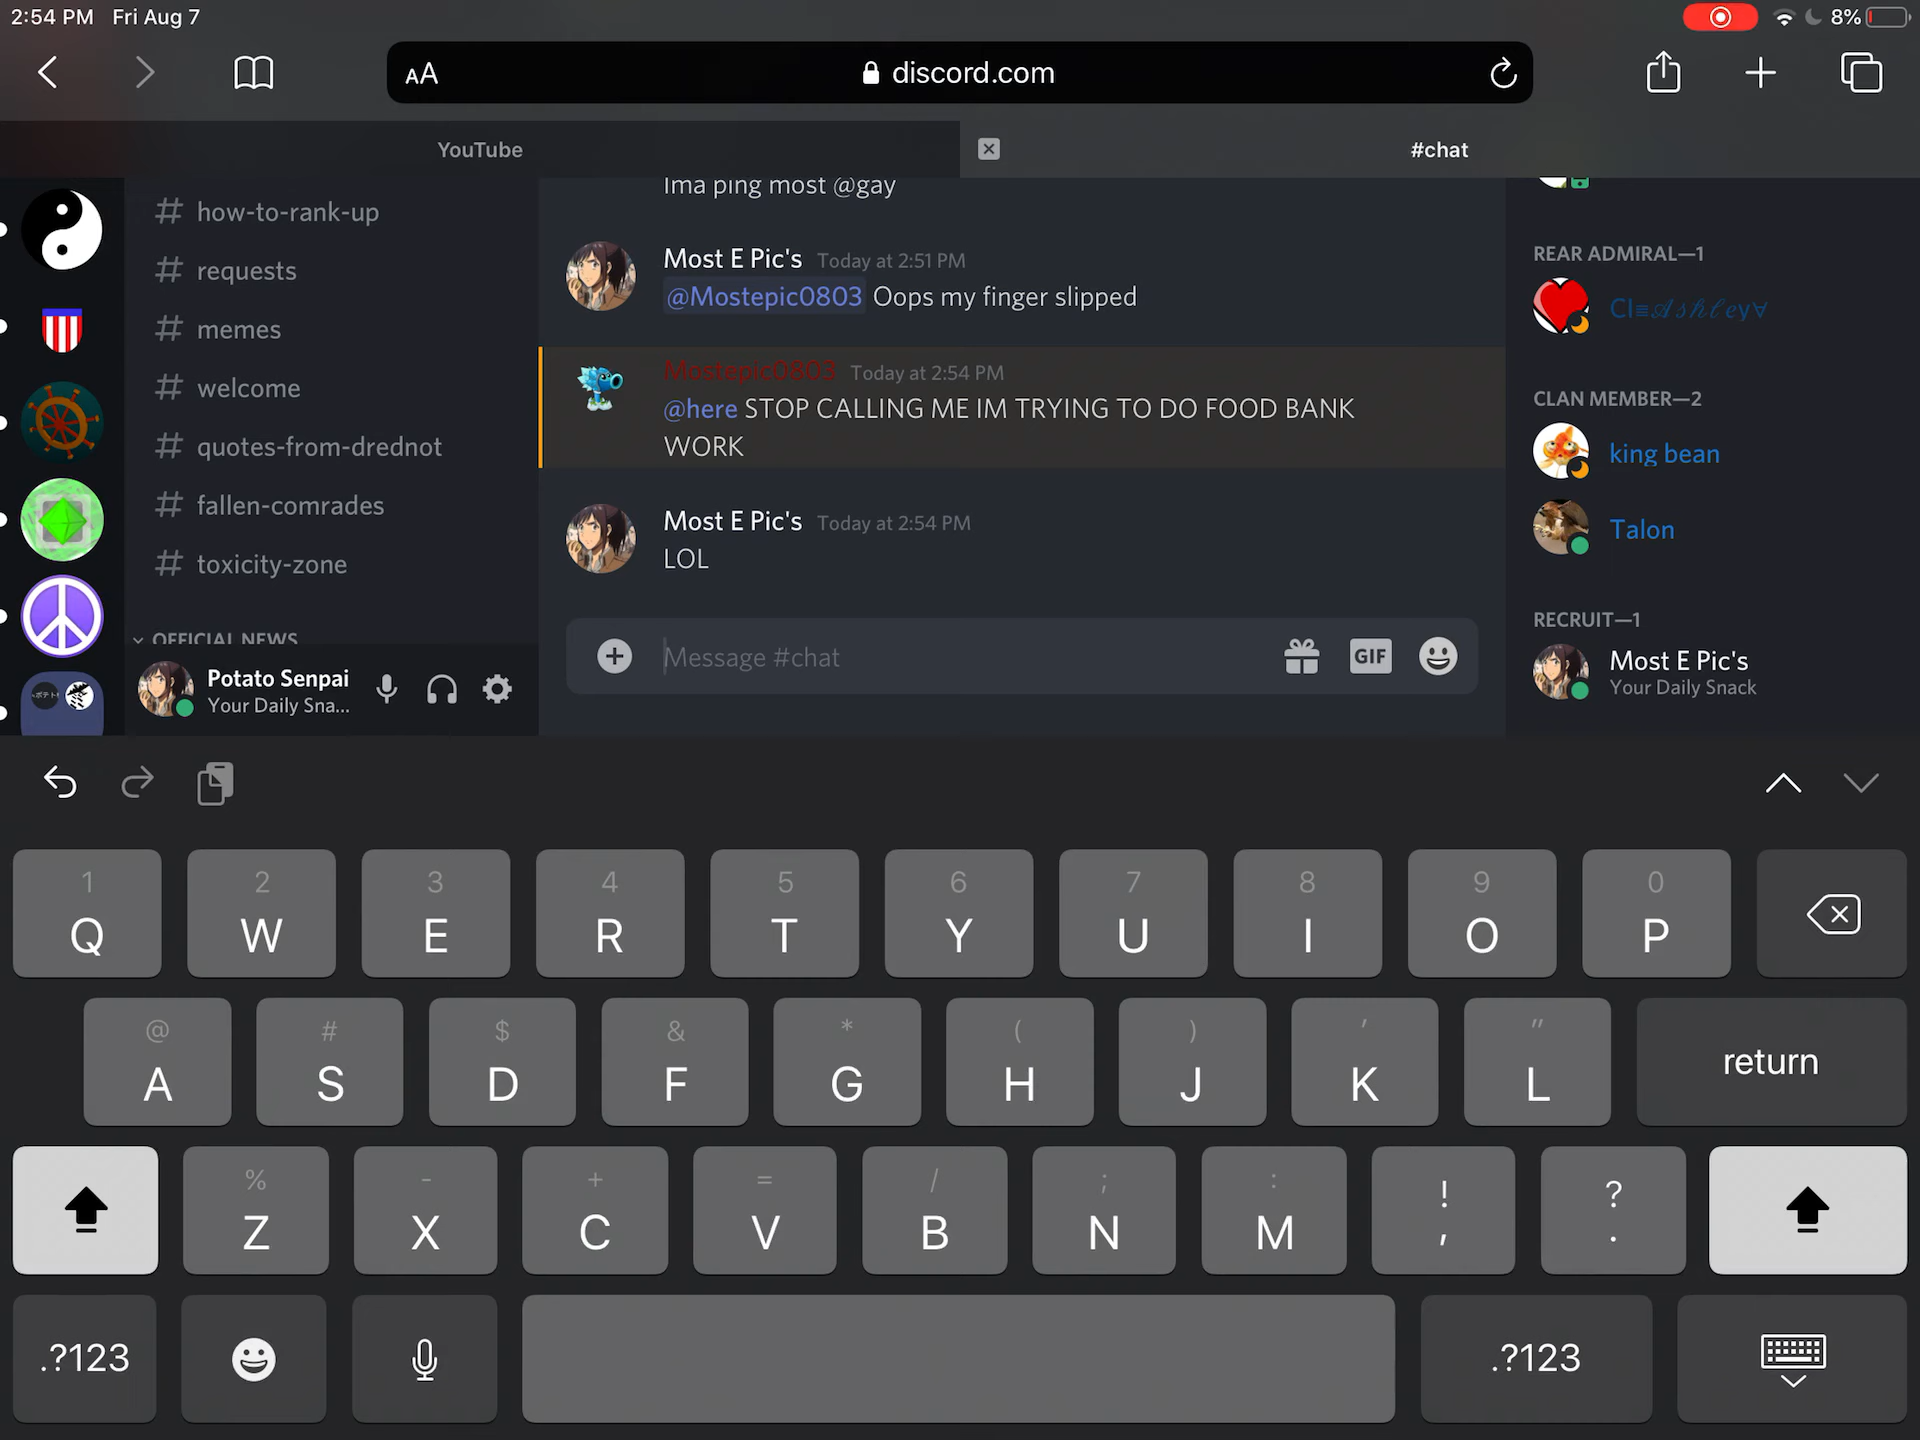 2:54 PM Fri Aug 7
8%
AA
discord.com
YouTube
#chat
# how-to-rank-up
# requests
# memes
# welcome
# quotes-from-drednot
# fallen-comrades
# toxicity-zone
OFFICIAL NEWS
Potato Senpai
Your Daily Sna...
Ima ping most @gay
Most E Pic's Today at 2:51 PM
@Mostepic0803 Oops my finger slipped
Mostepic0803 Today at 2:54 PM
@here STOP CALLING ME IM TRYING TO DO FOOD BANK
WORK
Most E Pic's Today at 2:54 PM
LOL
Message #chat
GIF
REAR ADMIRAL—1
Cl≡𝒜𝓈𝒽𝓁ℯy∀
CLAN MEMBER—2
king bean
Talon
RECRUIT—1
Most E Pic's
Your Daily Snack
1 2 3 4 5 6 7 8 9 0
Q W E R T Y U I O P
@ # $ & * ( ) ' "
A S D F G H J K L return
% - + = / ; : ! ?
Z X C V B N M , .
.?123 .?123